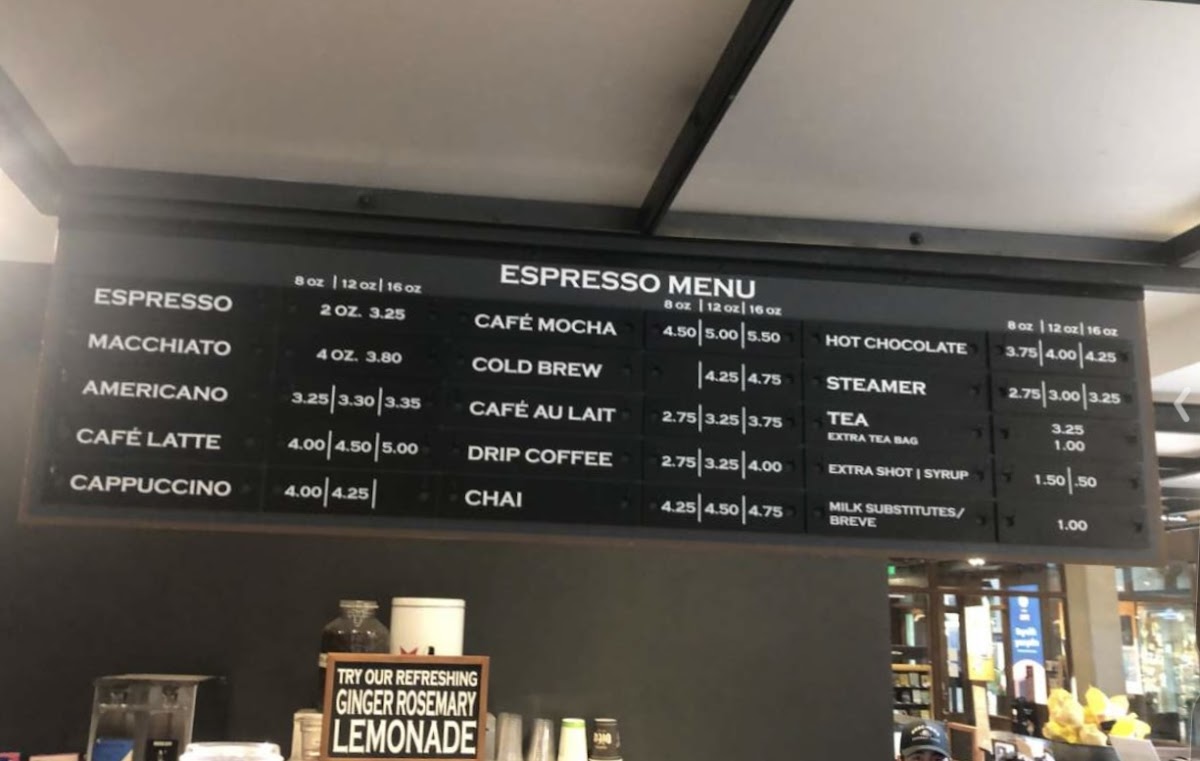 ESPRESSO MENU
8 OZ | 12 OZ | 16 OZ
ESPRESSO 2 OZ. 3.25
MACCHIATO 4 OZ. 3.80
AMERICANO 3.25|3.30|3.35
CAFÉ LATTE 4.00|4.50|5.00
CAPPUCCINO 4.00|4.25|
8 OZ | 12 OZ | 16 OZ
CAFÉ MOCHA 4.50|5.00|5.50
COLD BREW |4.25|4.75
CAFÉ AU LAIT 2.75|3.25|3.75
DRIP COFFEE 2.75|3.25|4.00
CHAI 4.25|4.50|4.75
8 OZ | 12 OZ | 16 OZ
HOT CHOCOLATE 3.75|4.00|4.25
STEAMER 2.75|3.00|3.25
TEA 3.25
EXTRA TEA BAG 1.00
EXTRA SHOT | SYRUP 1.50|.50
MILK SUBSTITUTES/
BREVE 1.00
TRY OUR REFRESHING
GINGER ROSEMARY
LEMONADE